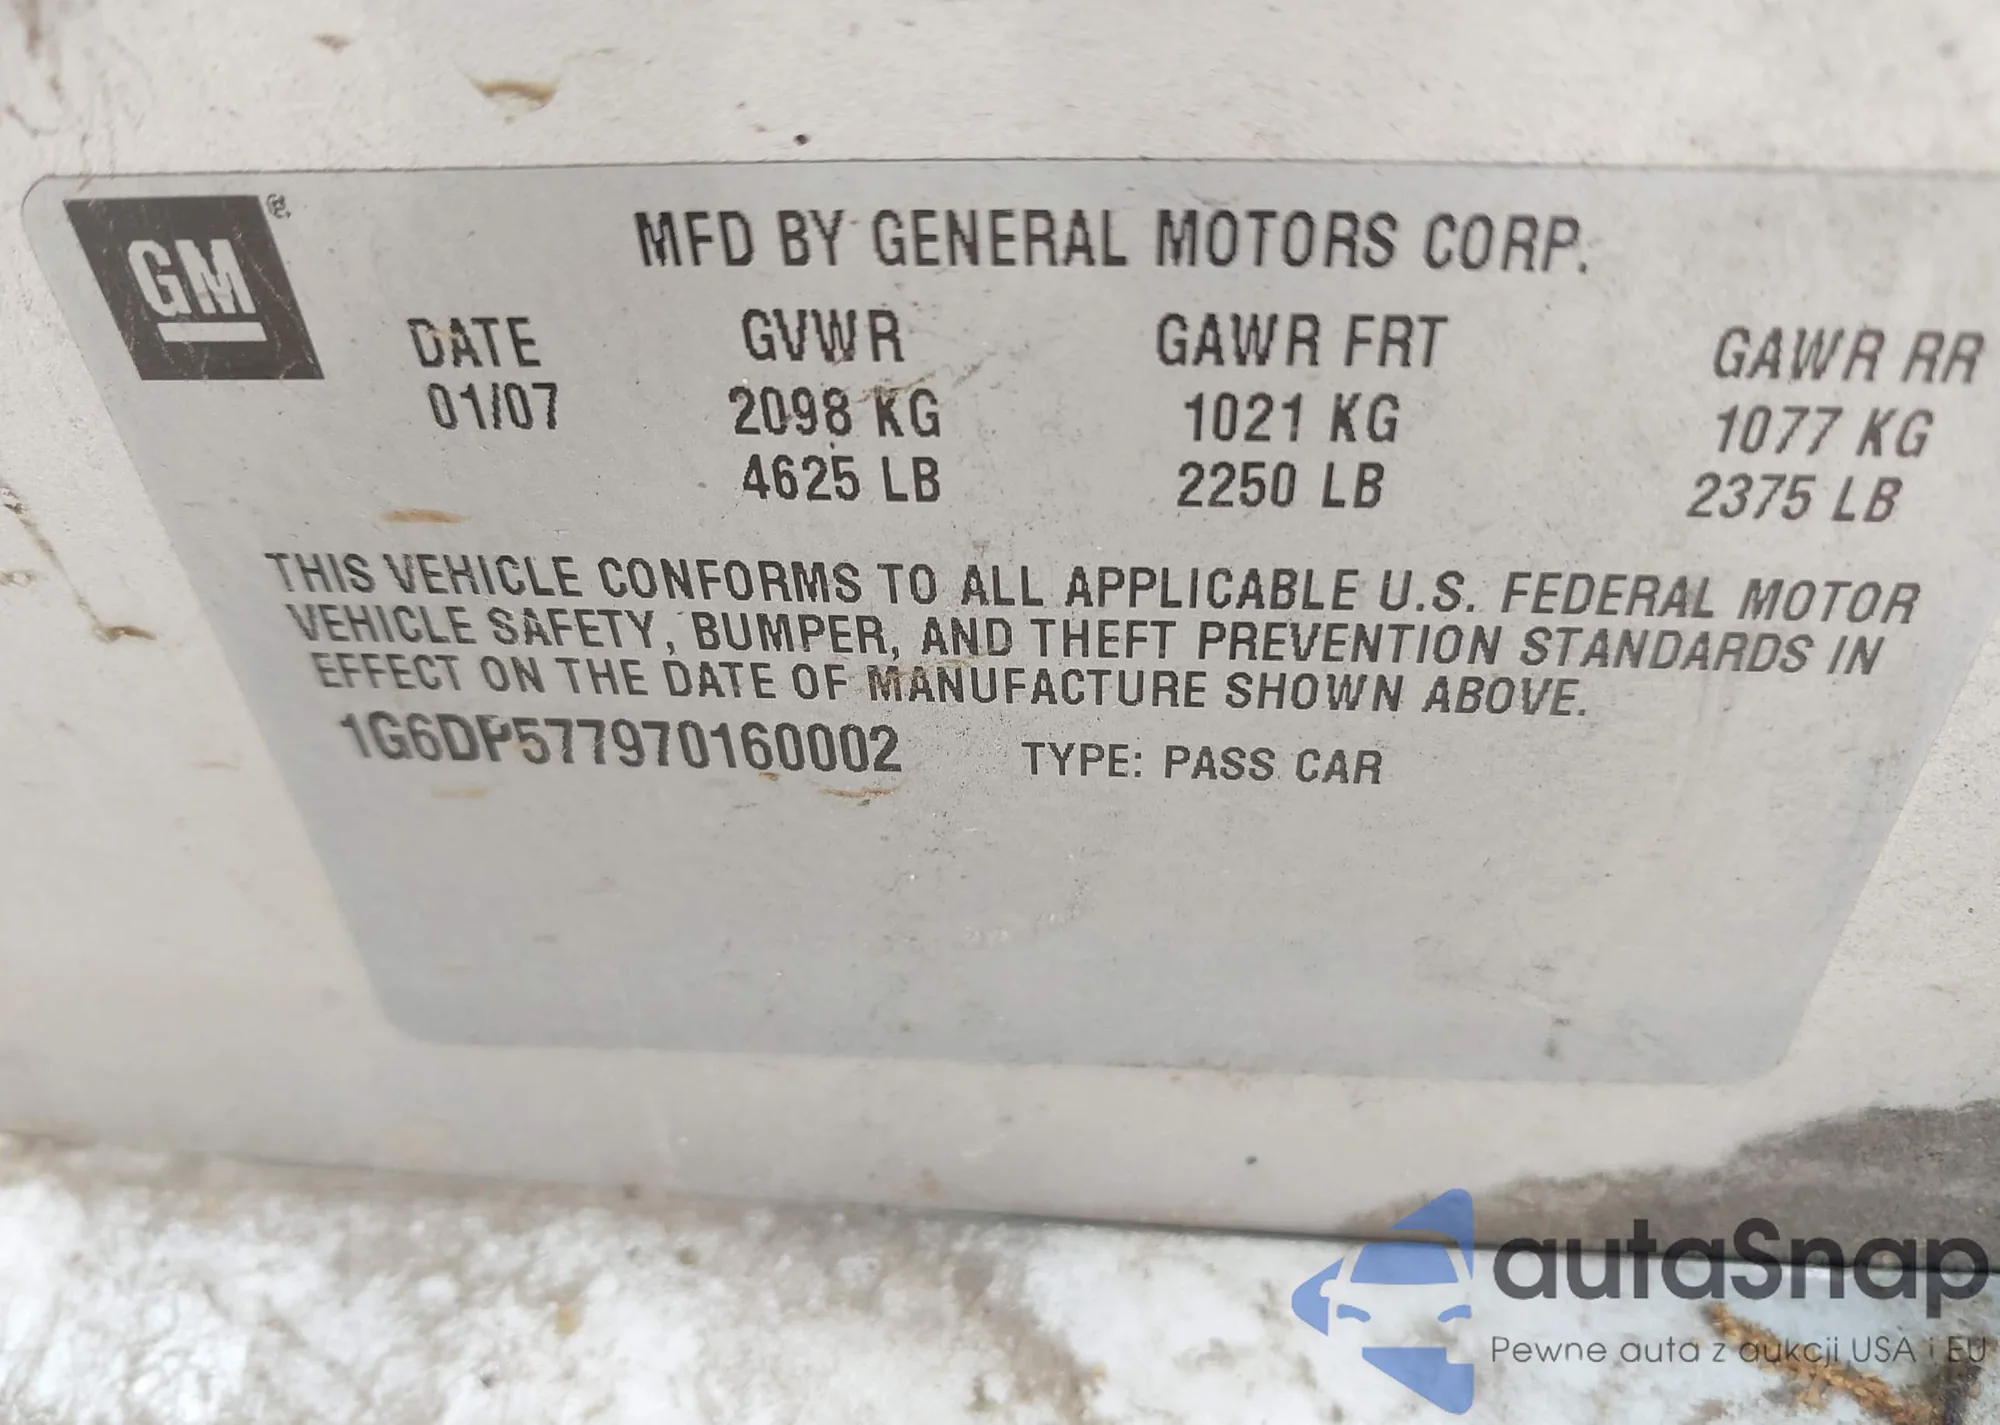 GM ®
MFD BY GENERAL MOTORS CORP.
DATE GVWR GAWR FRT GAWR RR
01/07 2098 KG 1021 KG 1077 KG
4625 LB 2250 LB 2375 LB
THIS VEHICLE CONFORMS TO ALL APPLICABLE U.S. FEDERAL MOTOR
VEHICLE SAFETY, BUMPER, AND THEFT PREVENTION STANDARDS IN
EFFECT ON THE DATE OF MANUFACTURE SHOWN ABOVE.
1G6DP577970160002 TYPE: PASS CAR
autaSnap
Pewne auta z aukcji USA i EU